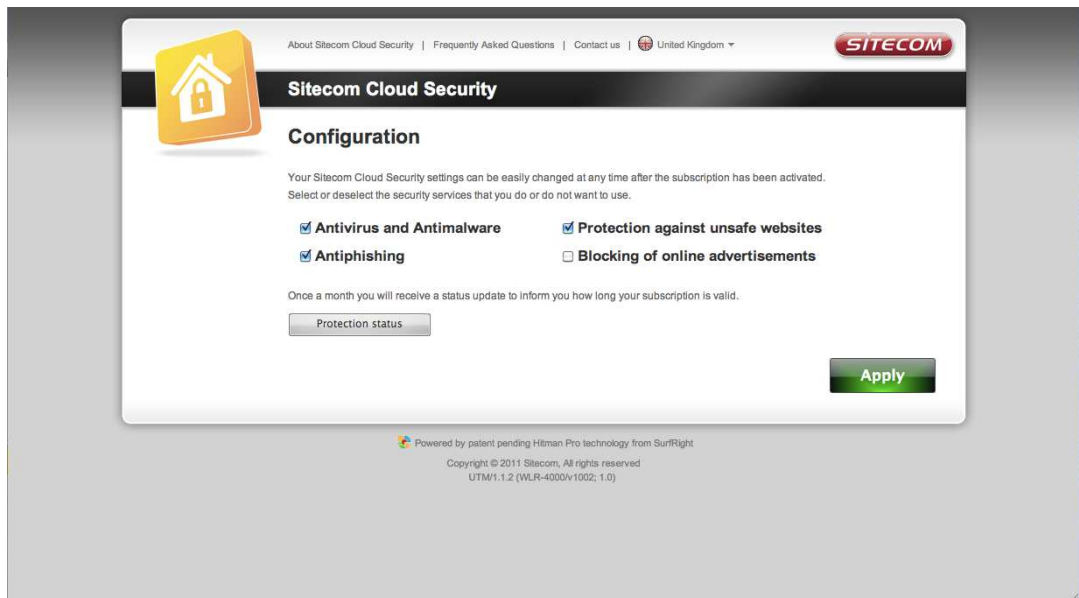 About Sitecom Cloud Security | Frequently Asked Questions | Contact us | United Kingdom
SITECOM
Sitecom Cloud Security
Configuration
Your Sitecom Cloud Security settings can be easily changed at any time after the subscription has been activated.
Select or deselect the security services that you do or do not want to use.
Antivirus and Antimalware
Protection against unsafe websites
Antiphishing
Blocking of online advertisements
Once a month you will receive a status update to inform you how long your subscription is valid.
Protection status
Apply
Powered by patent pending Hitman Pro technology from SurfRight
Copyright © 2011 Sitecom, All rights reserved
UTM/1.1.2 (WLR-4000/v1002; 1.0)